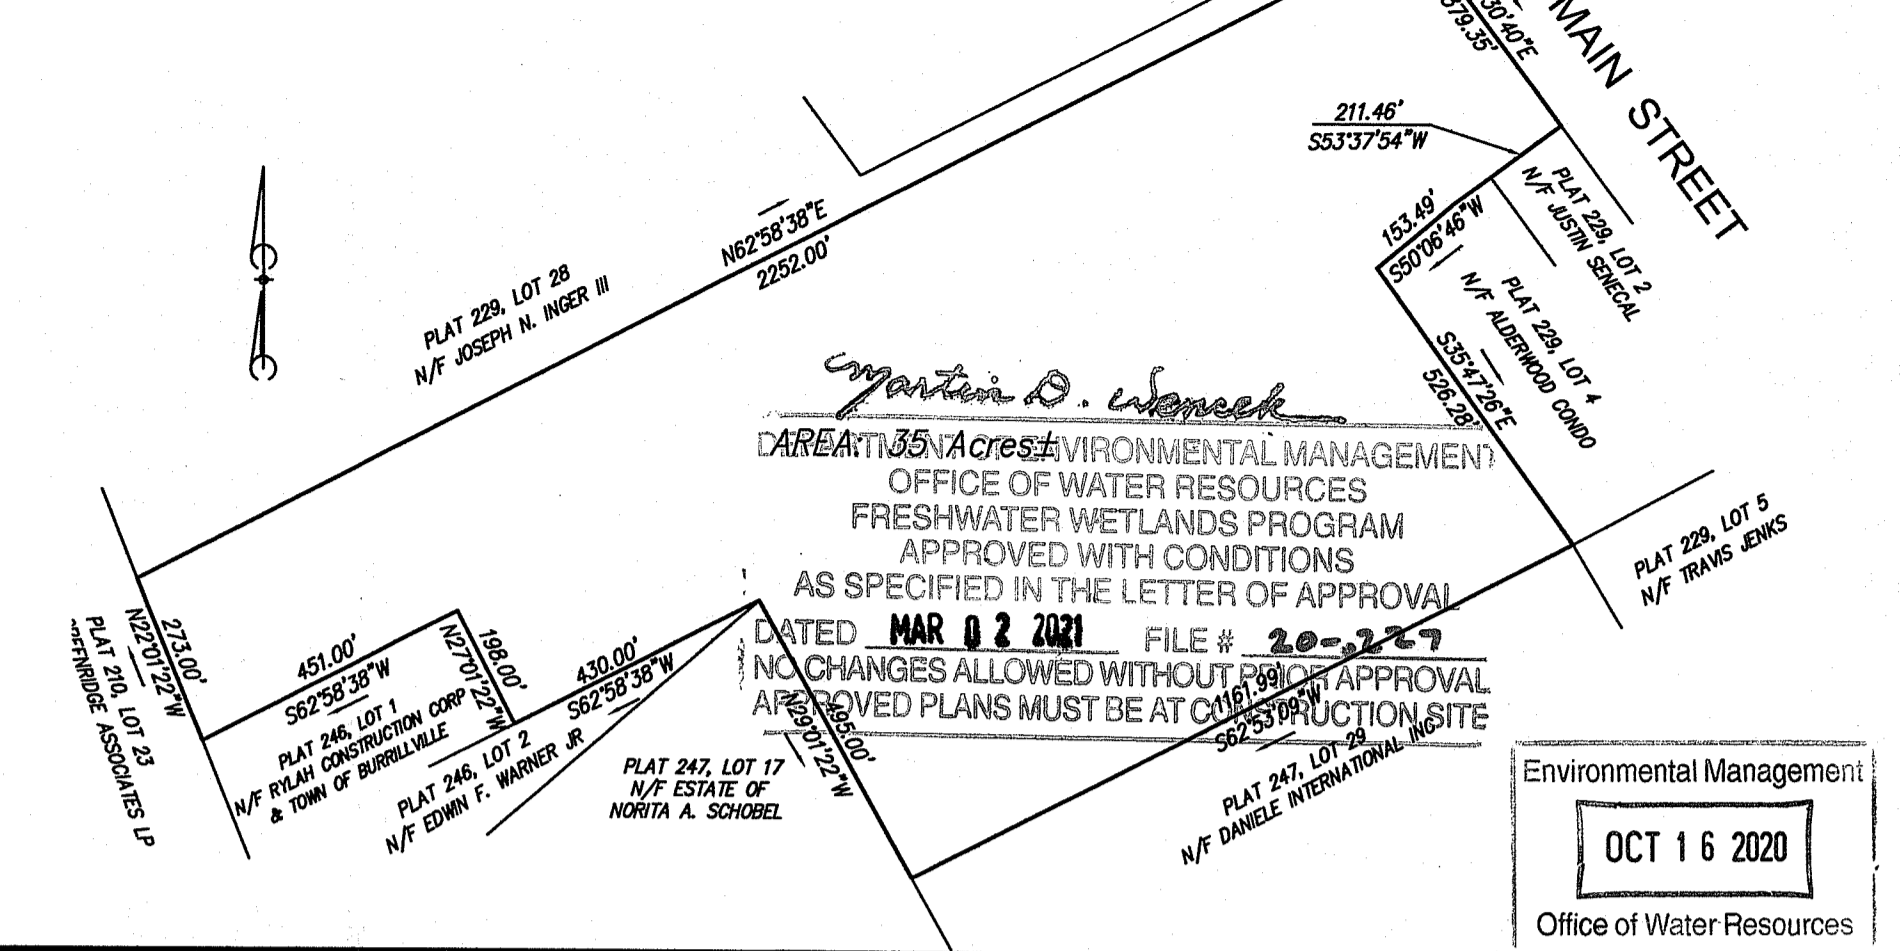 MAIN STREET
30'40"E
379.35'
211.46'
S53°37'54"W
PLAT 229, LOT 2
N/F JUSTIN SENECAL
153.49'
S50°06'46"W
PLAT 229, LOT 4
N/F ALDERWOOD CONDO
N62°58'38"E
2252.00'
PLAT 229, LOT 28
N/F JOSEPH N. INGER III
S35°47'26"E
526.28'
Martin D. Wencek
AREA: 35 Acres±
DEPARTMENT OF ENVIRONMENTAL MANAGEMENT
OFFICE OF WATER RESOURCES
FRESHWATER WETLANDS PROGRAM
APPROVED WITH CONDITIONS
AS SPECIFIED IN THE LETTER OF APPROVAL
DATED MAR 02 2021 FILE #
NO CHANGES ALLOWED WITHOUT PRIOR APPROVAL
APPROVED PLANS MUST BE AT CONSTRUCTION SITE
PLAT 229, LOT 5
N/F TRAVIS JENKS
273.00'
N22°01'22"W
PLAT 210, LOT 23
ASSOCIATES LP
451.00'
S62°58'38"W
PLAT 246, LOT 1
N/F RYLAH CONSTRUCTION CORP
& TOWN OF BURRILLVILLE
198.00'
N27°01'22"W
430.00'
S62°58'38"W
PLAT 246, LOT 2
N/F EDWIN F. WARNER JR
PLAT 247, LOT 17
N/F ESTATE OF
NORITA A. SCHOBEL
495.00'
N29°01'22"W
1161.99'
S62°53'09"W
PLAT 247, LOT 29
N/F DANIELE INTERNATIONAL INC.
Environmental Management
OCT 16 2020
Office of Water Resources